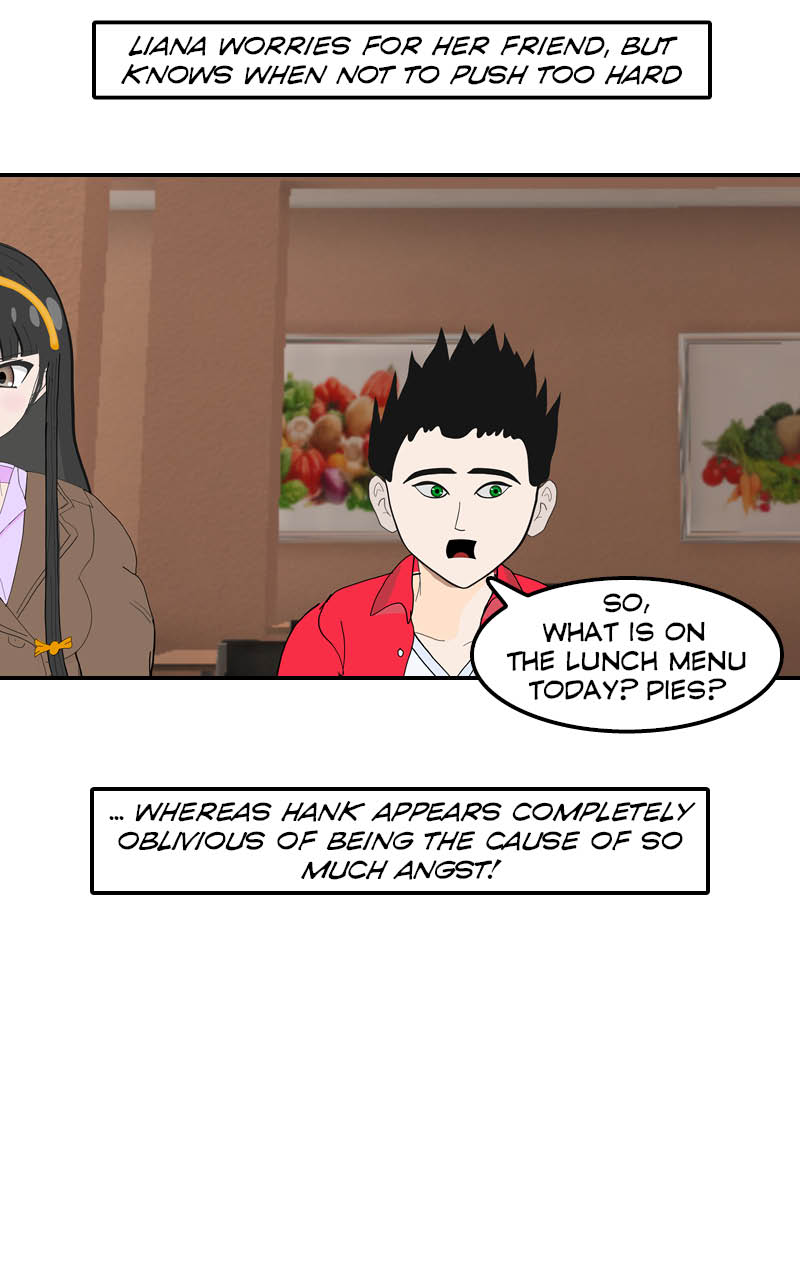 LIANA WORRIES FOR HER FRIEND, BUT
KNOWS WHEN NOT TO PUSH TOO HARD
SO,
WHAT IS ON
THE LUNCH MENU
TODAY? PIES?
... WHEREAS HANK APPEARS COMPLETELY
OBLIVIOUS OF BEING THE CAUSE OF SO
MUCH ANGST!